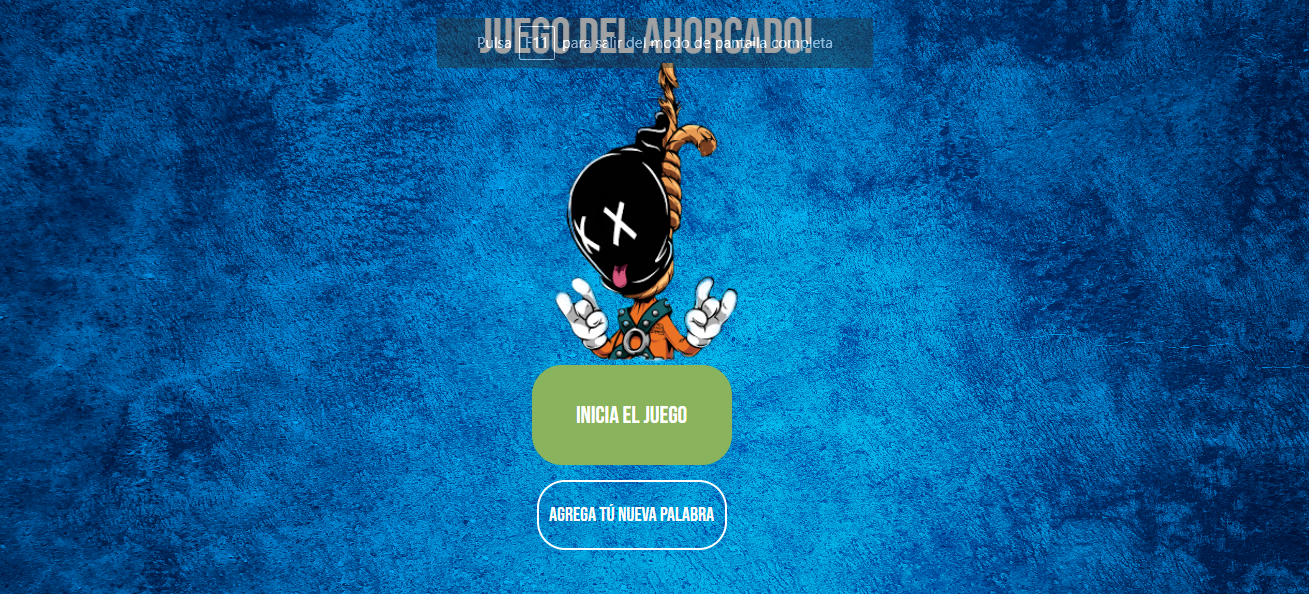 JUEGO DEL AHORCADO!
Pulsa F11 para salir del modo de pantalla completa
INICIA EL JUEGO
AGREGA TÚ NUEVA PALABRA